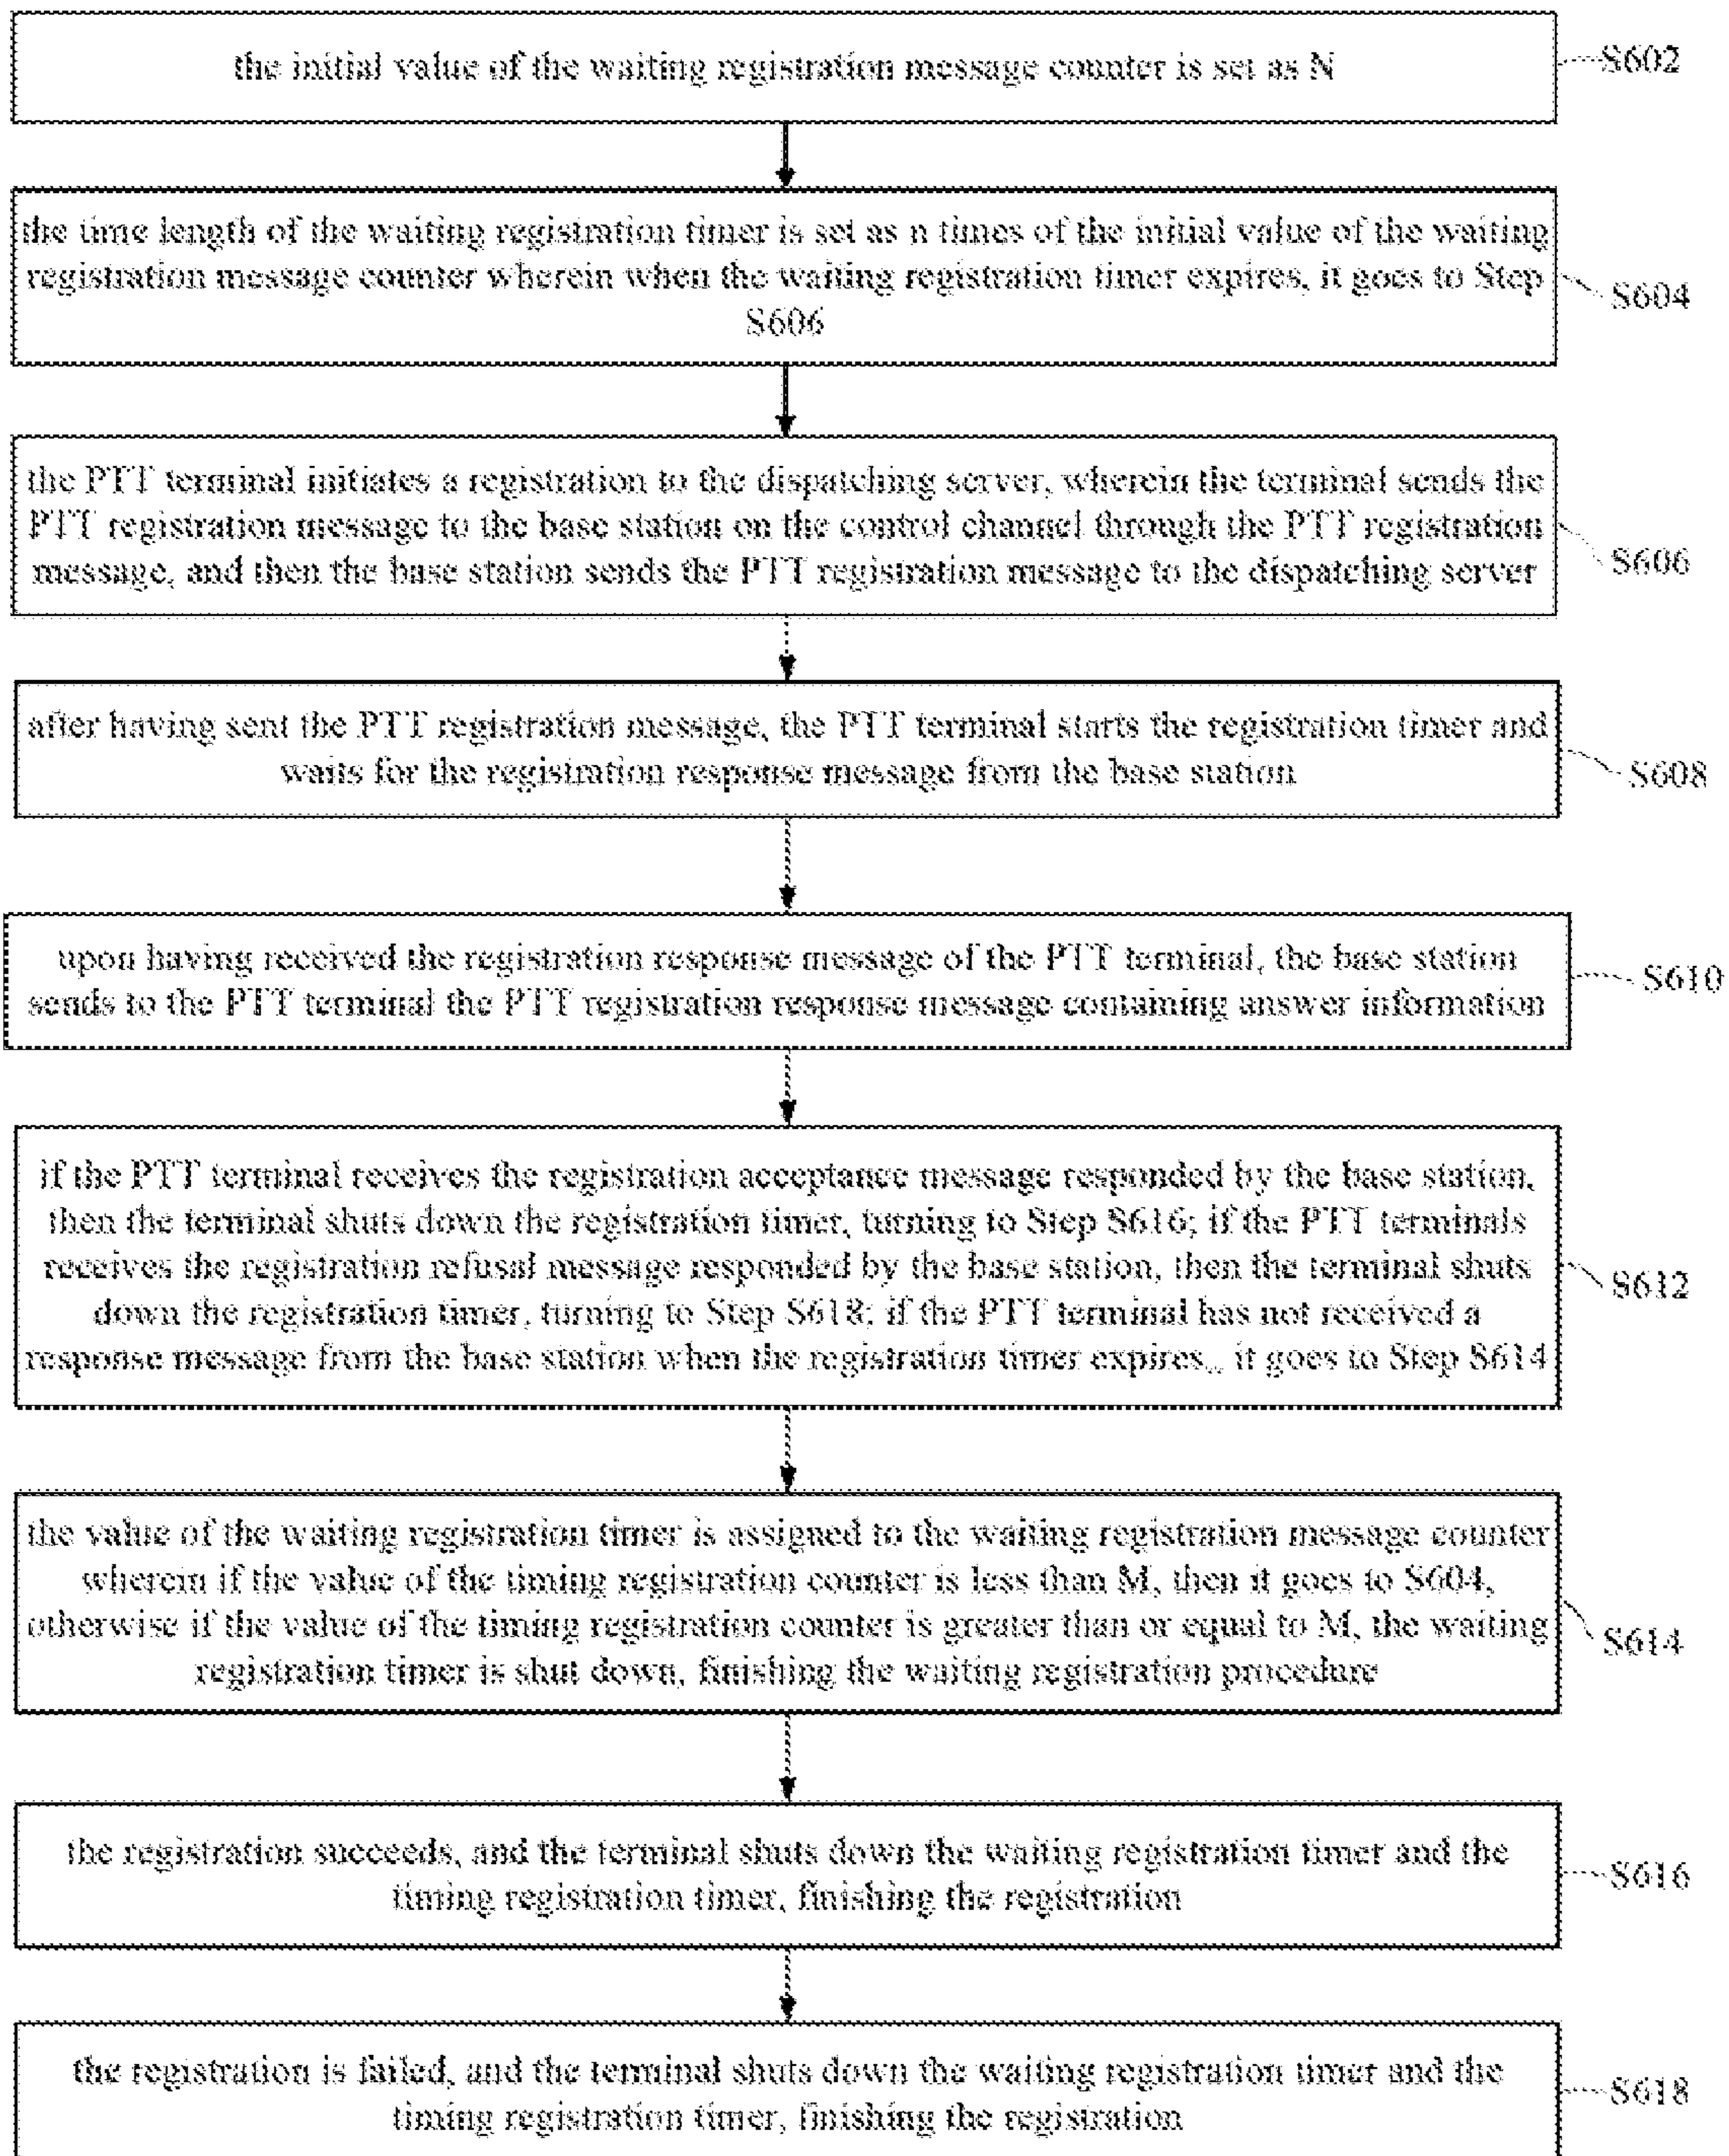 the initial value of the waiting registration message counter is set as N
S602
the time length of the waiting registration timer is set as n times of the initial value of the waiting
registration message counter wherein when the waiting registration timer expires, it goes to Step
S606
S604
the PTT terminal initiates a registration to the dispatching server, wherein the terminal sends the
PTT registration message to the base station on the control channel through the PTT registration
message, and then the base station sends the PTT registration message to the dispatching server
S606
after having sent the PTT registration message, the PTT terminal starts the registration timer and
waits for the registration response message from the base station
S608
upon having received the registration response message of the PTT terminal, the base station
sends to the PTT terminal the PTT registration response message containing answer information
S610
if the PTT terminal receives the registration acceptance message responded by the base station,
then the terminal shuts down the registration timer, turning to Step S616; if the PTT terminals
receives the registration refusal message responded by the base station, then the terminal shuts
down the registration timer, turning to Step S618; if the PTT terminal has not received a
response message from the base station when the registration timer expires,, it goes to Step S614
S612
the value of the waiting registration timer is assigned to the waiting registration message counter
wherein if the value of the timing registration counter is less than M, then it goes to S604,
otherwise if the value of the timing registration counter is greater than or equal to M, the waiting
registration timer is shut down, finishing the waiting registration procedure
S614
the registration succeeds, and the terminal shuts down the waiting registration timer and the
timing registration timer, finishing the registration
S616
the registration is failed, and the terminal shuts down the waiting registration timer and the
timing registration timer, finishing the registration
S618